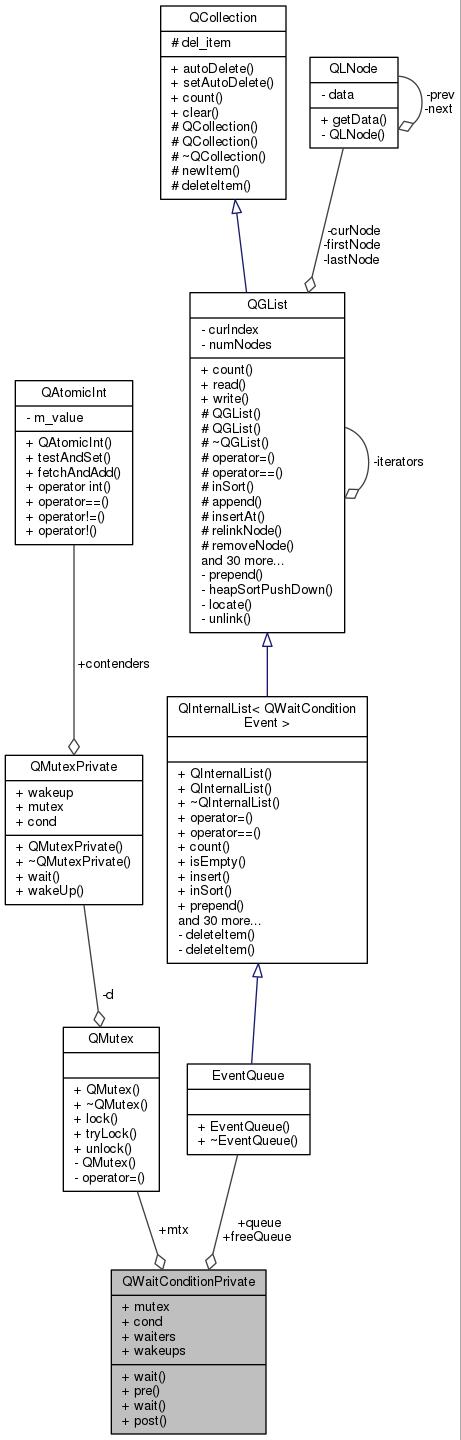 QCollection
# del_item
+ autoDelete()
+ setAutoDelete()
+ count()
+ clear()
# QCollection()
# QCollection()
# ~QCollection()
# newItem()
# deleteItem()
QLNode
- data
+ getData()
- QLNode()
-prev
-next
-curNode
-firstNode
-lastNode
QGList
- curIndex
- numNodes
+ count()
+ read()
+ write()
# QGList()
# QGList()
# ~QGList()
# operator=()
# operator==()
# inSort()
# append()
# insertAt()
# relinkNode()
# removeNode()
and 30 more...
- prepend()
- heapSortPushDown()
- locate()
- unlink()
-iterators
QAtomicInt
- m_value
+ QAtomicInt()
+ testAndSet()
+ fetchAndAdd()
+ operator int()
+ operator==()
+ operator!=()
+ operator!()
+contenders
QInternalList< QWaitCondition
Event >
+ QInternalList()
+ QInternalList()
+ ~QInternalList()
+ operator=()
+ operator==()
+ count()
+ isEmpty()
+ insert()
+ inSort()
+ prepend()
and 30 more...
- deleteItem()
- deleteItem()
QMutexPrivate
+ wakeup
+ mutex
+ cond
+ QMutexPrivate()
+ ~QMutexPrivate()
+ wait()
+ wakeUp()
-d
QMutex
+ QMutex()
+ ~QMutex()
+ lock()
+ tryLock()
+ unlock()
- QMutex()
- operator=()
EventQueue
+ EventQueue()
+ ~EventQueue()
+mtx
+queue
+freeQueue
QWaitConditionPrivate
+ mutex
+ cond
+ waiters
+ wakeups
+ wait()
+ pre()
+ wait()
+ post()